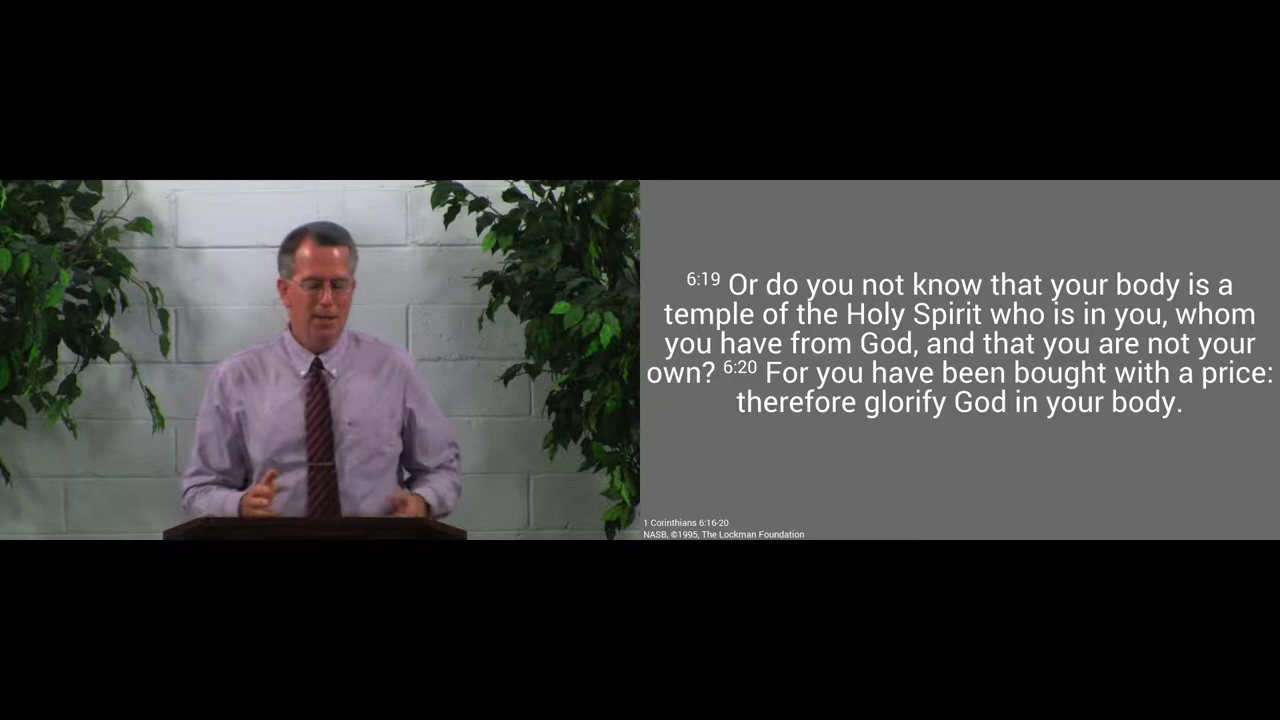 6:19 Or do you not know that your body is a
temple of the Holy Spirit who is in you, whom
you have from God, and that you are not your
own? 6:20 For you have been bought with a price:
therefore glorify God in your body.
1 Corinthians 6:16-20
NASB, ©1995, The Lockman Foundation